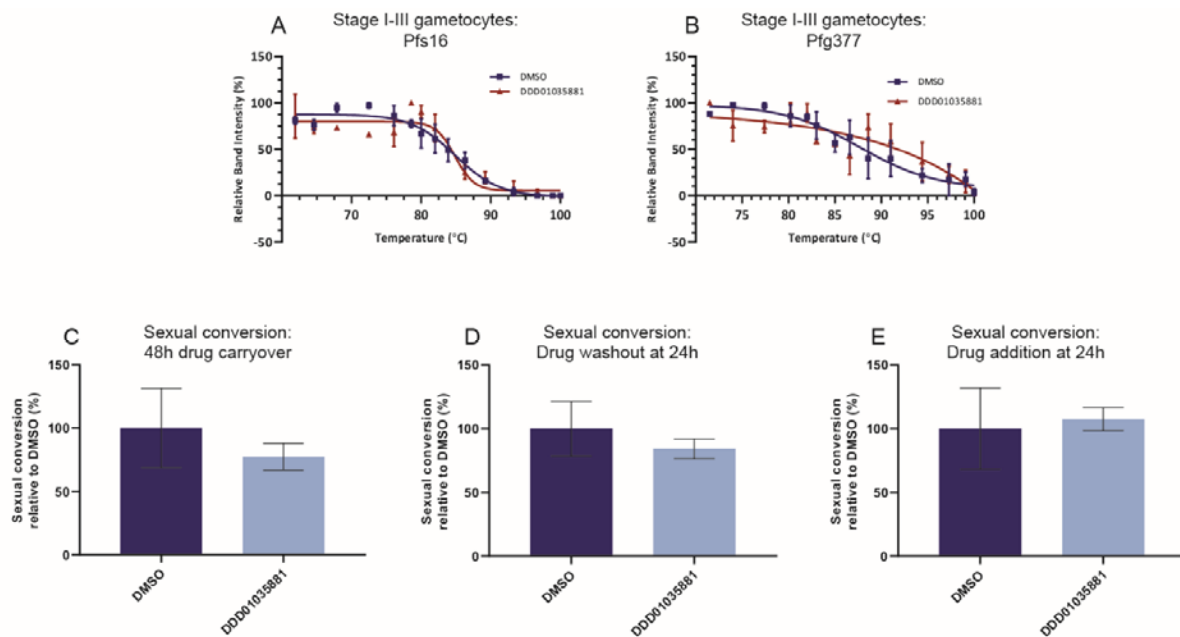 A
Stage I-III gametocytes:
Pfs16
Relative Band Intensity (%)
150
100
50
0
-50
DMSO
DDD01035881
70
80
90
100
Temperature (°C)
B
Stage I-III gametocytes:
Pfg377
Relative Band Intensity (%)
150
100
50
0
-50
DMSO
DDD01035881
75
80
85
90
95
100
Temperature (°C)
C
Sexual conversion:
48h drug carryover
Sexual conversion
relative to DMSO (%)
150
100
50
0
DMSO
DDD01035881
D
Sexual conversion:
Drug washout at 24h
Sexual conversion
relative to DMSO (%)
150
100
50
0
DMSO
DDD01035881
E
Sexual conversion:
Drug addition at 24h
Sexual conversion
relative to DMSO (%)
150
100
50
0
DMSO
DDD01035881